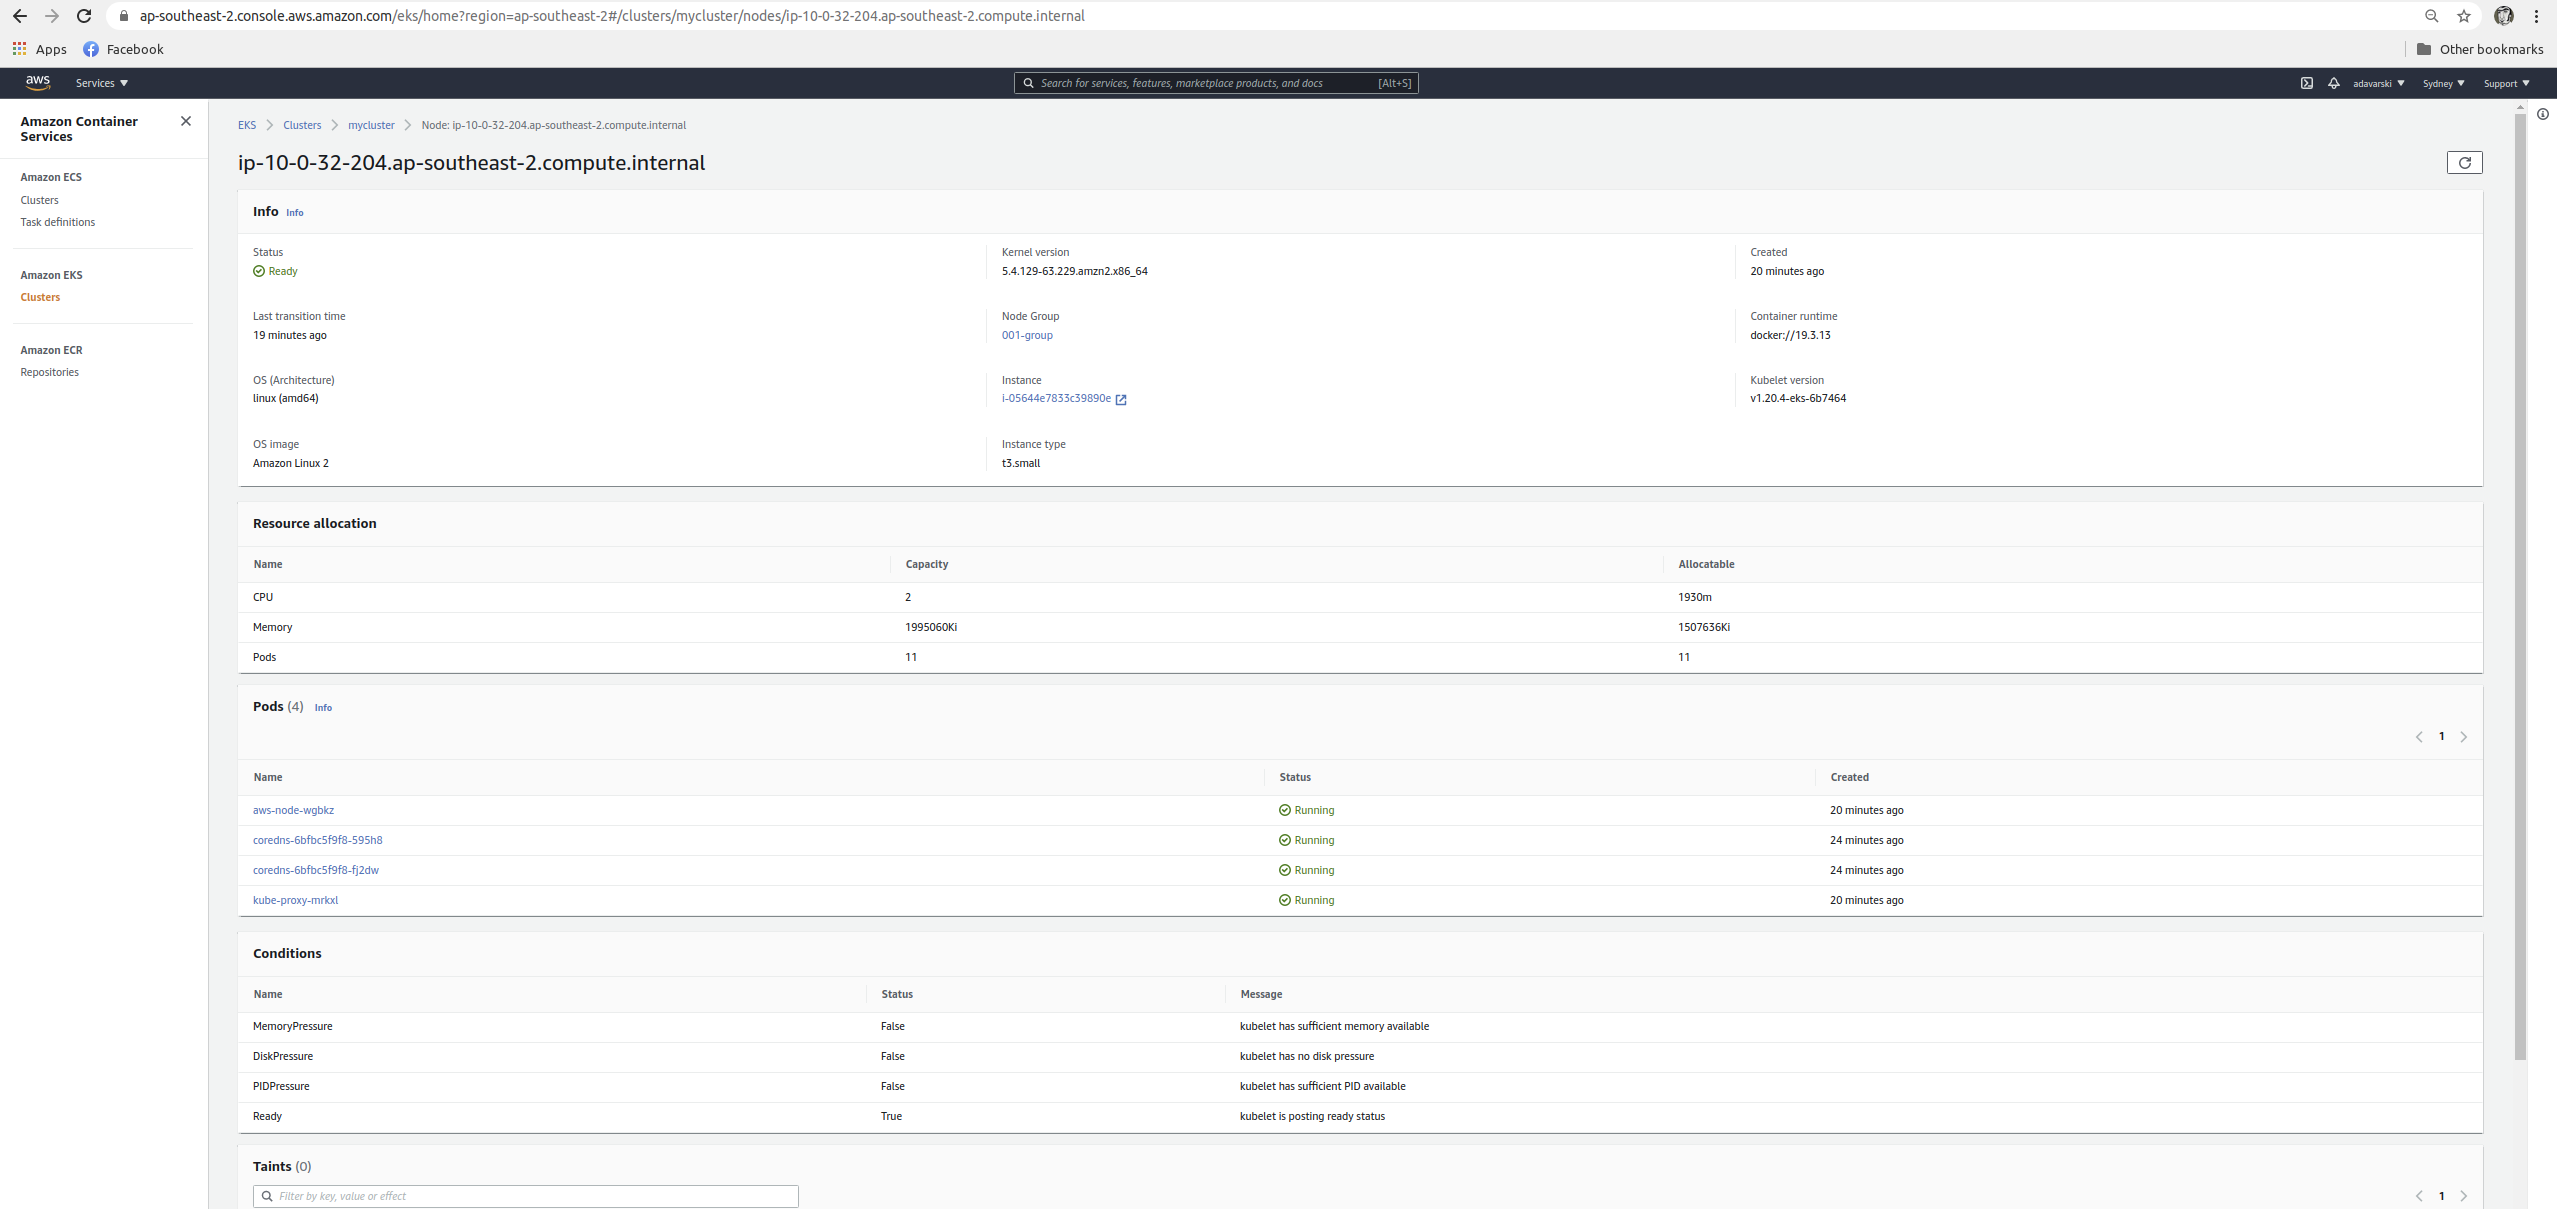 ap-southeast-2.console.aws.amazon.com/eks/home?region=ap-southeast-2#/clusters/mycluster/nodes/ip-10-0-32-204.ap-southeast-2.compute.internal
Apps Facebook Other bookmarks
aws Services Search for services, features, marketplace products, and docs [Alt+S] adavarski Sydney Support
Amazon Container Services
Amazon ECS
Clusters
Task definitions
Amazon EKS
Clusters
Amazon ECR
Repositories
EKS Clusters mycluster Node: ip-10-0-32-204.ap-southeast-2.compute.internal
ip-10-0-32-204.ap-southeast-2.compute.internal
Info Info
Status Kernel version Created
Ready 5.4.129-63.229.amzn2.x86_64 20 minutes ago
Last transition time Node Group Container runtime
19 minutes ago 001-group docker://19.3.13
OS (Architecture) Instance Kubelet version
linux (amd64) i-05644e7833c39890e v1.20.4-eks-6b7464
OS image Instance type
Amazon Linux 2 t3.small
Resource allocation
Name Capacity Allocatable
CPU 2 1930m
Memory 1995060Ki 1507636Ki
Pods 11 11
Pods (4) Info
1
Name Status Created
aws-node-wgbkz Running 20 minutes ago
coredns-6bfbc5f9f8-595h8 Running 24 minutes ago
coredns-6bfbc5f9f8-fj2dw Running 24 minutes ago
kube-proxy-mrkxl Running 20 minutes ago
Conditions
Name Status Message
MemoryPressure False kubelet has sufficient memory available
DiskPressure False kubelet has no disk pressure
PIDPressure False kubelet has sufficient PID available
Ready True kubelet is posting ready status
Taints (0)
Filter by key, value or effect 1